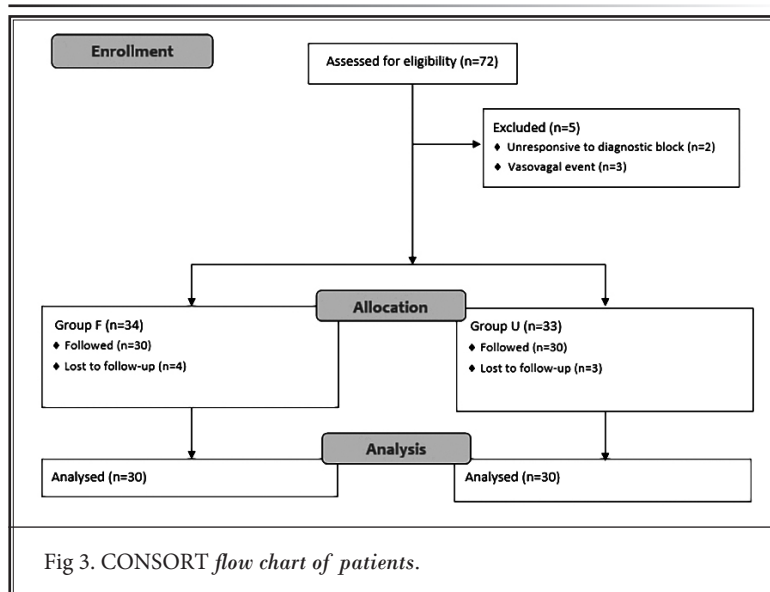 Enrollment
Assessed for eligibility (n=72)
Excluded (n=5)
♦ Unresponsive to diagnostic block (n=2)
♦ Vasovagal event (n=3)
Allocation
Group F (n=34)
♦ Followed (n=30)
♦ Lost to follow-up (n=4)
Group U (n=33)
♦ Followed (n=30)
♦ Lost to follow-up (n=3)
Analysis
Analysed (n=30)
Analysed (n=30)
Fig 3. CONSORT flow chart of patients.